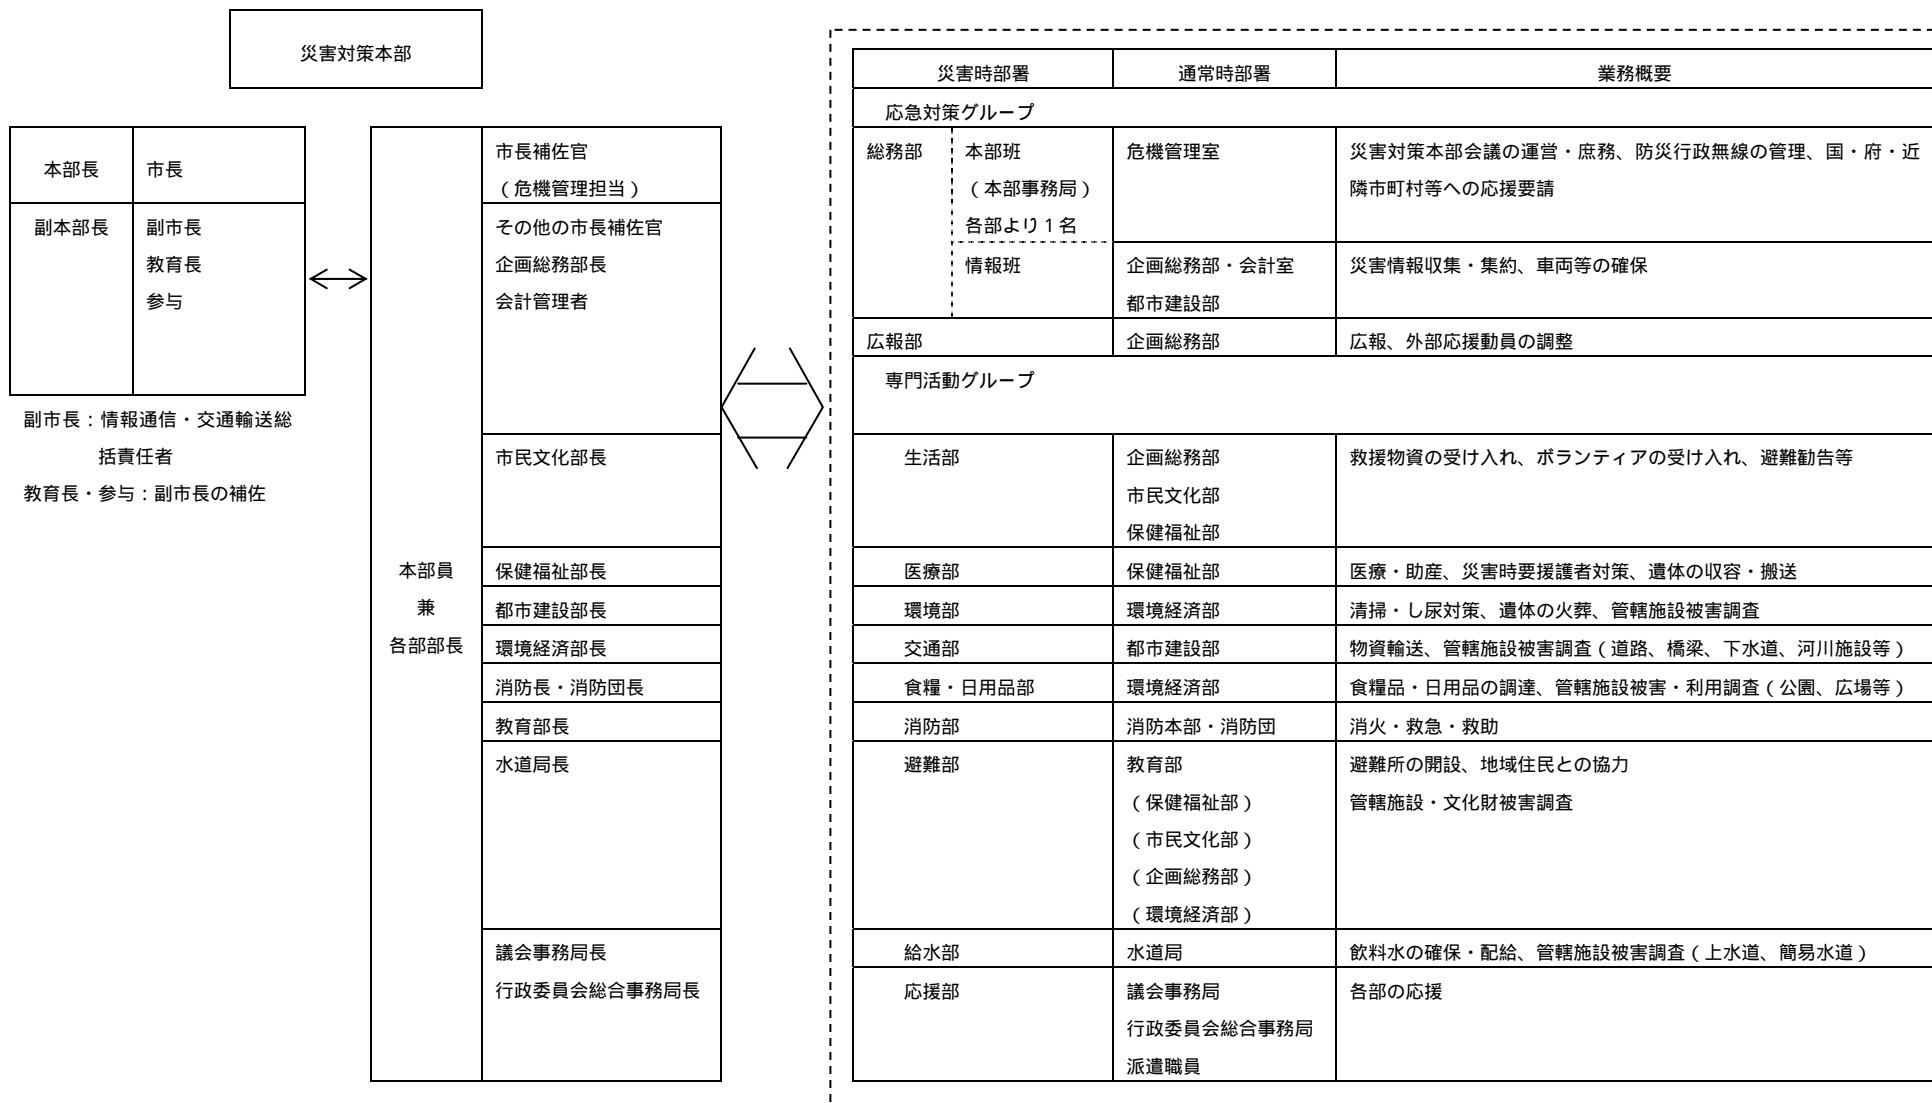 災害対策本部
本部長 市長
副本部長 副市長
教育長
参与
副市長：情報通信・交通輸送総
括責任者
教育長・参与：副市長の補佐
本部員
兼
各部部長
市長補佐官
（危機管理担当）
その他の市長補佐官
企画総務部長
会計管理者
市民文化部長
保健福祉部長
都市建設部長
環境経済部長
消防長・消防団長
教育部長
水道局長
議会事務局長
行政委員会総合事務局長
災害時部署 通常時部署 業務概要
応急対策グループ
総務部 本部班 危機管理室 災害対策本部会議の運営・庶務、防災行政無線の管理、国・府・近
（本部事務局） 隣市町村等への応援要請
各部より１名
情報班 企画総務部・会計室 災害情報収集・集約、車両等の確保
都市建設部
広報部 企画総務部 広報、外部応援動員の調整
専門活動グループ
生活部 企画総務部 救援物資の受け入れ、ボランティアの受け入れ、避難勧告等
市民文化部
保健福祉部
医療部 保健福祉部 医療・助産、災害時要援護者対策、遺体の収容・搬送
環境部 環境経済部 清掃・し尿対策、遺体の火葬、管轄施設被害調査
交通部 都市建設部 物資輸送、管轄施設被害調査（道路、橋梁、下水道、河川施設等）
食糧・日用品部 環境経済部 食糧品・日用品の調達、管轄施設被害・利用調査（公園、広場等）
消防部 消防本部・消防団 消火・救急・救助
避難部 教育部 避難所の開設、地域住民との協力
（保健福祉部） 管轄施設・文化財被害調査
（市民文化部）
（企画総務部）
（環境経済部）
給水部 水道局 飲料水の確保・配給、管轄施設被害調査（上水道、簡易水道）
応援部 議会事務局 各部の応援
行政委員会総合事務局
派遣職員